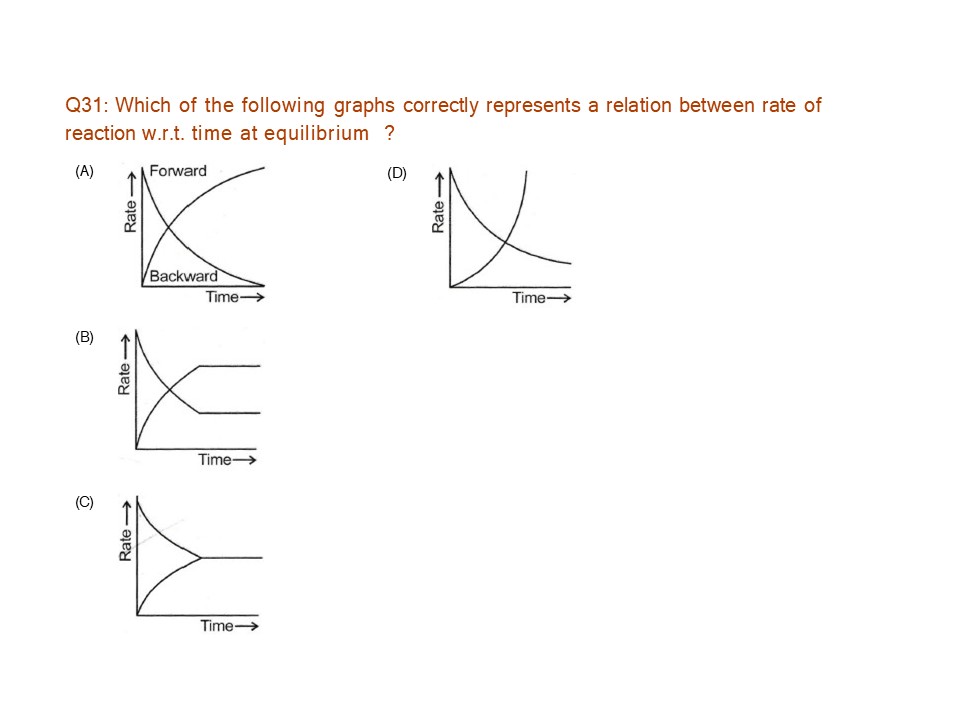 Q31: Which of the following graphs correctly represents a relation between rate of
reaction w.r.t. time at equilibrium ?
(A)
Forward
Rate
Backward
Time
(D)
Rate
Time
(B)
Rate
Time
(C)
Rate
Time